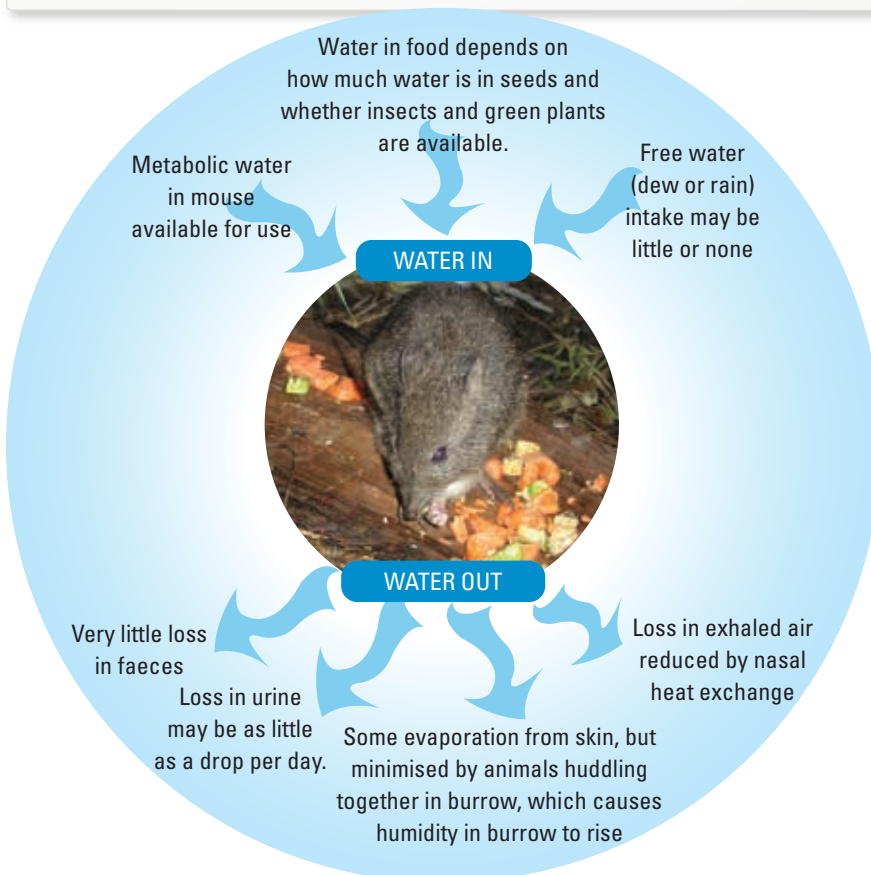 Water in food depends on
how much water is in seeds and
whether insects and green plants
are available.
Metabolic water
in mouse
available for use
Free water
(dew or rain)
intake may be
little or none
WATER IN
WATER OUT
Very little loss
in faeces
Loss in urine
may be as little
as a drop per day.
Some evaporation from skin, but
minimised by animals huddling
together in burrow, which causes
humidity in burrow to rise
Loss in exhaled air
reduced by nasal
heat exchange